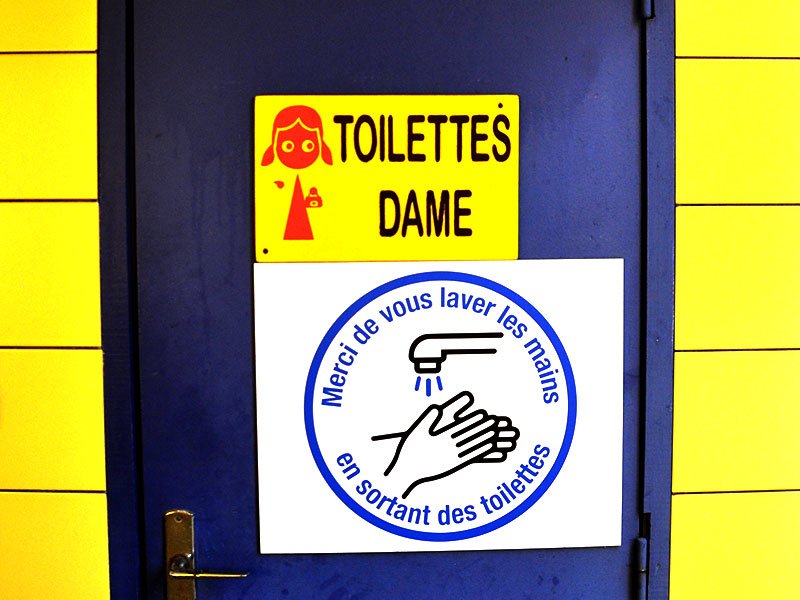 TOILETTES
DAME
Merci de vous laver les mains
en sortant des toilettes